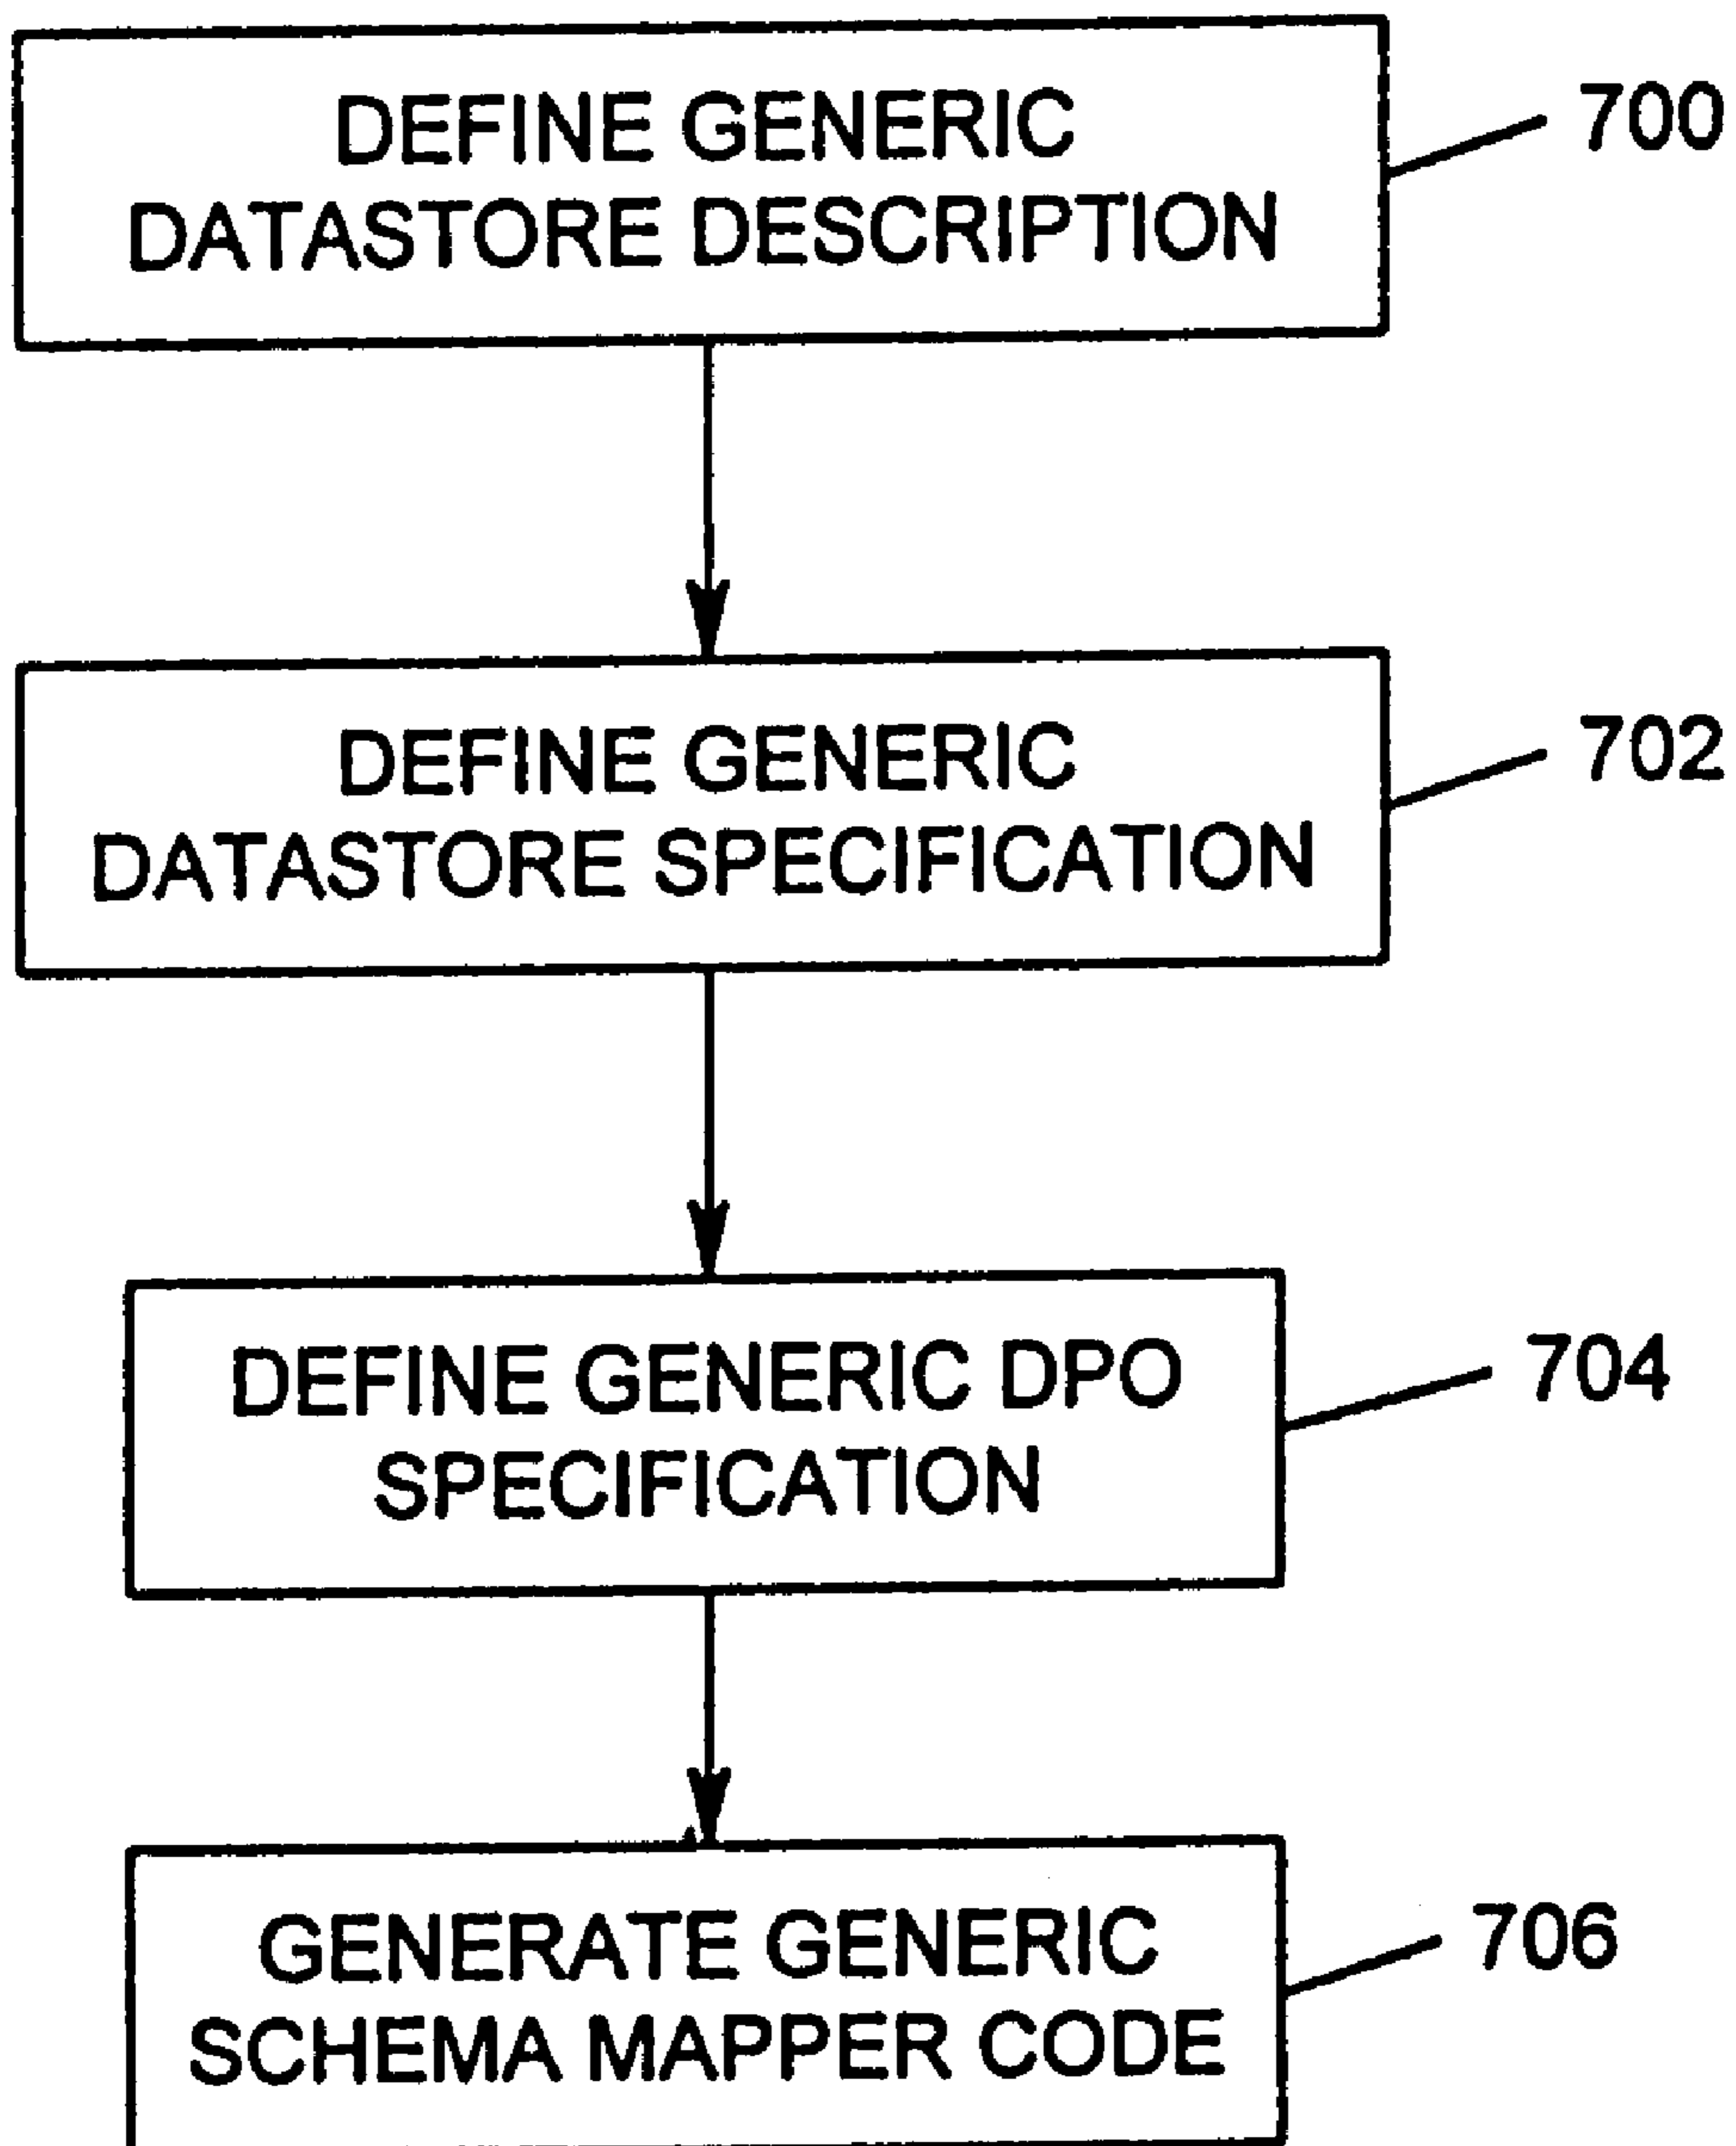 DEFINE GENERIC
DATASTORE DESCRIPTION
700
DEFINE GENERIC
DATASTORE SPECIFICATION
702
DEFINE GENERIC DPO
SPECIFICATION
704
GENERATE GENERIC
SCHEMA MAPPER CODE
706